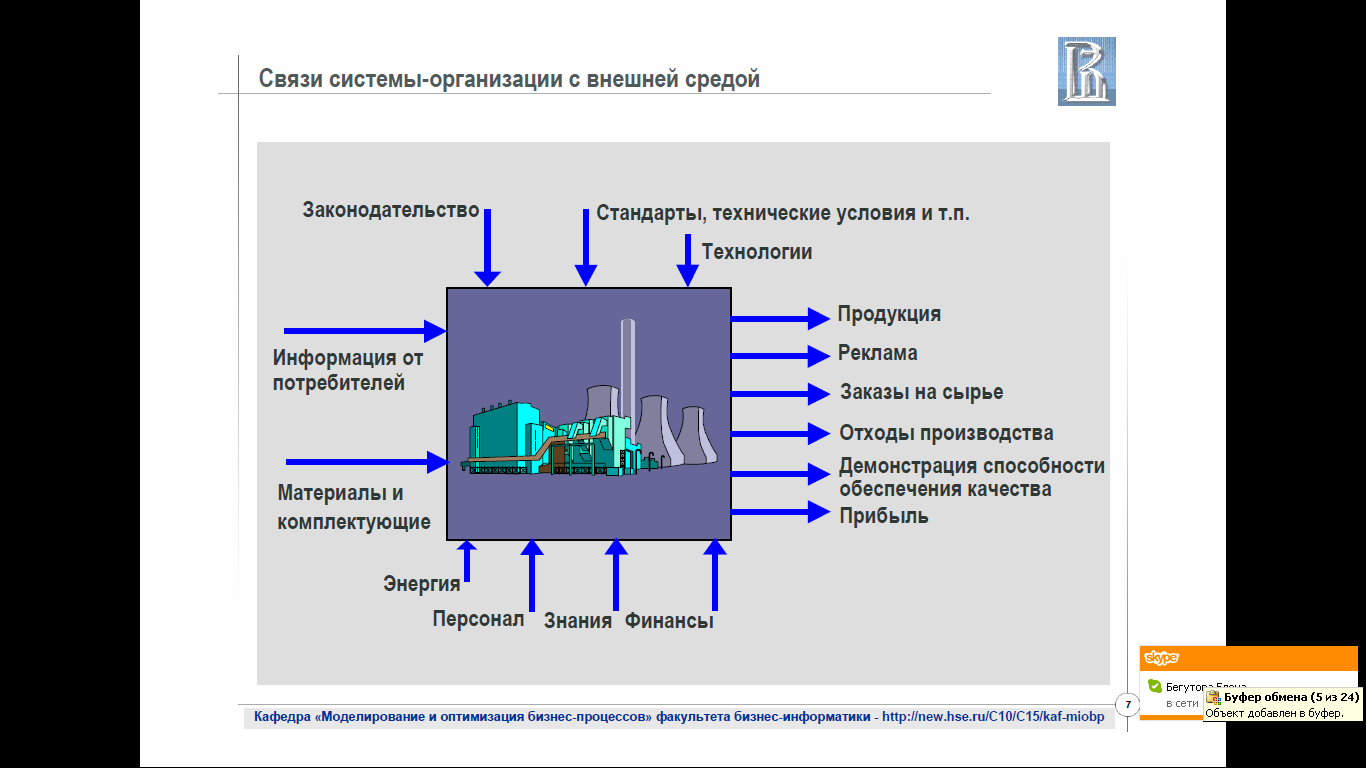 Связи системы-организации с внешней средой
Законодательство
Стандарты, технические условия и т.п.
Технологии
Информация от
потребителей
Материалы и
комплектующие
Продукция
Реклама
Заказы на сырье
Отходы производства
Демонстрация способности
обеспечения качества
Прибыль
Энергия
Персонал
Знания
Финансы
Кафедра «Моделирование и оптимизация бизнес-процессов» факультета бизнес-информатики - http://new.hse.ru/C10/C15/kaf-miobp
7
skype
Бегутова Елена
в сети
Буфер обмена (5 из 24)
Объект добавлен в буфер.